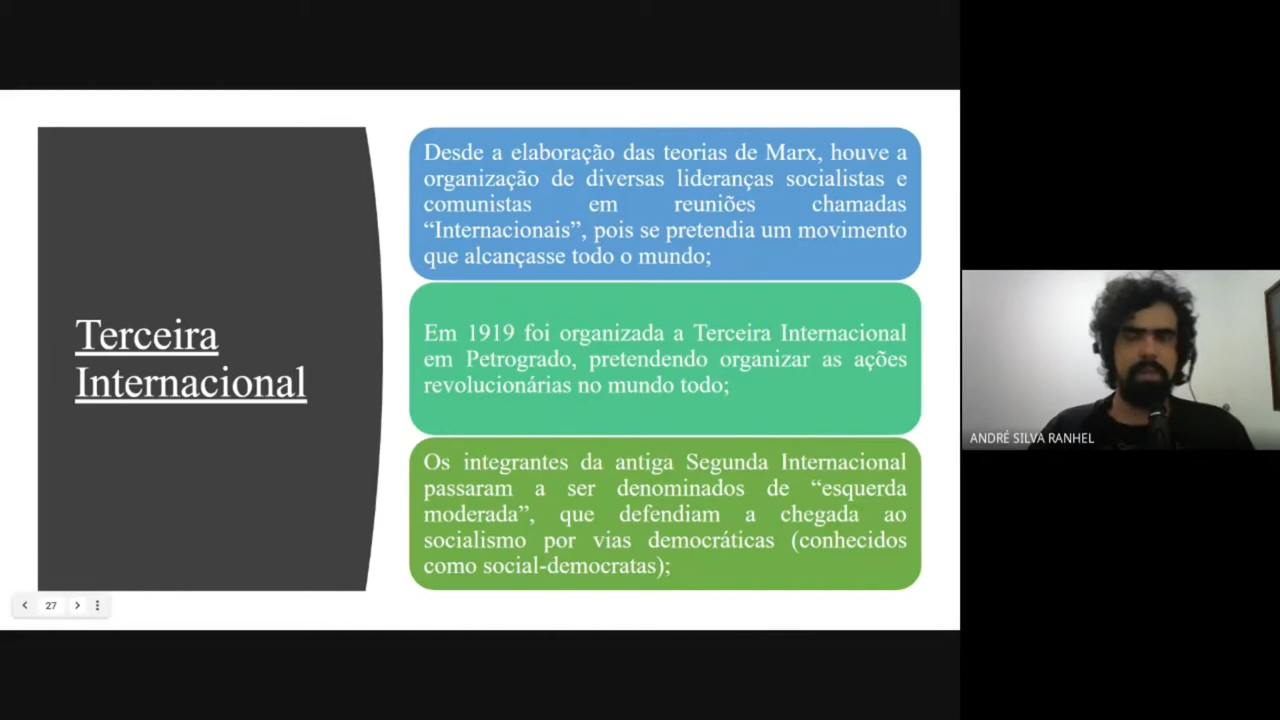 Terceira
Internacional
Desde a elaboração das teorias de Marx, houve a
organização de diversas lideranças socialistas e
comunistas em reuniões chamadas
“Internacionais”, pois se pretendia um movimento
que alcançasse todo o mundo;
Em 1919 foi organizada a Terceira Internacional
em Petrogrado, pretendendo organizar as ações
revolucionárias no mundo todo;
Os integrantes da antiga Segunda Internacional
passaram a ser denominados de “esquerda
moderada”, que defendiam a chegada ao
socialismo por vias democráticas (conhecidos
como social-democratas);
27
ANDRÉ SILVA RANHEL